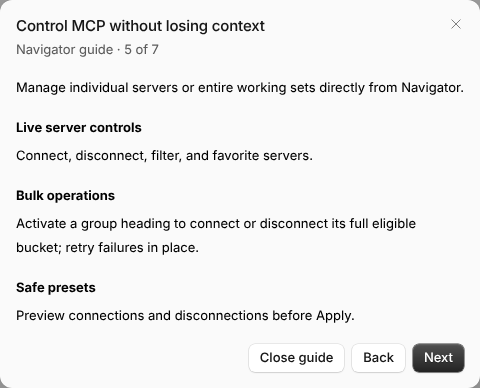 Control MCP without losing context
Navigator guide · 5 of 7
Manage individual servers or entire working sets directly from Navigator.
Live server controls
Connect, disconnect, filter, and favorite servers.
Bulk operations
Activate a group heading to connect or disconnect its full eligible
bucket; retry failures in place.
Safe presets
Preview connections and disconnections before Apply.
Close guide
Back
Next